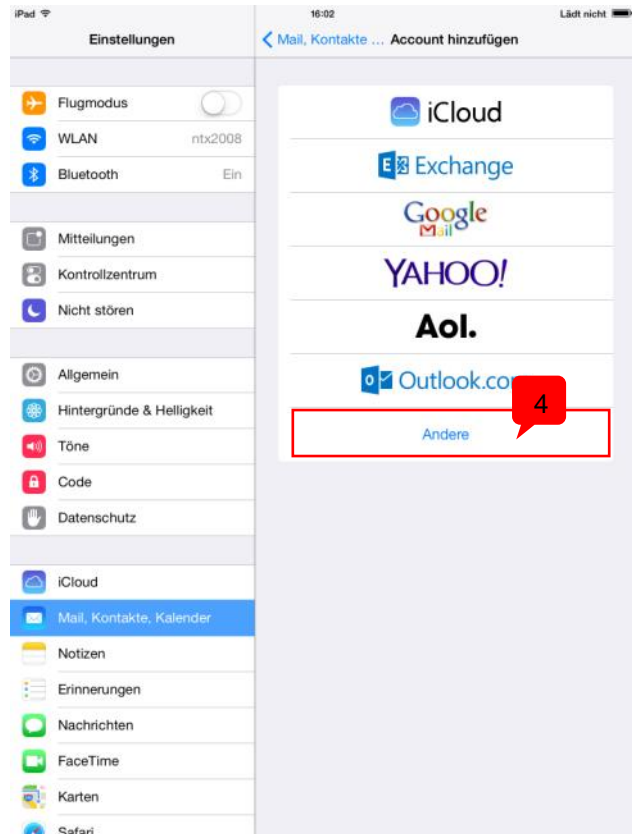 iPad 16:02 Lädt nicht
Einstellungen
Mail, Kontakte ... Account hinzufügen
Flugmodus
WLAN ntx2008
Bluetooth Ein
Mitteilungen
Kontrollzentrum
Nicht stören
Allgemein
Hintergründe & Helligkeit
Töne
Code
Datenschutz
iCloud
Mail, Kontakte, Kalender
Notizen
Erinnerungen
Nachrichten
FaceTime
Karten
Safari
iCloud
E Exchange
Google
Mail
YAHOO!
Aol.
o Outlook.co
4
Andere